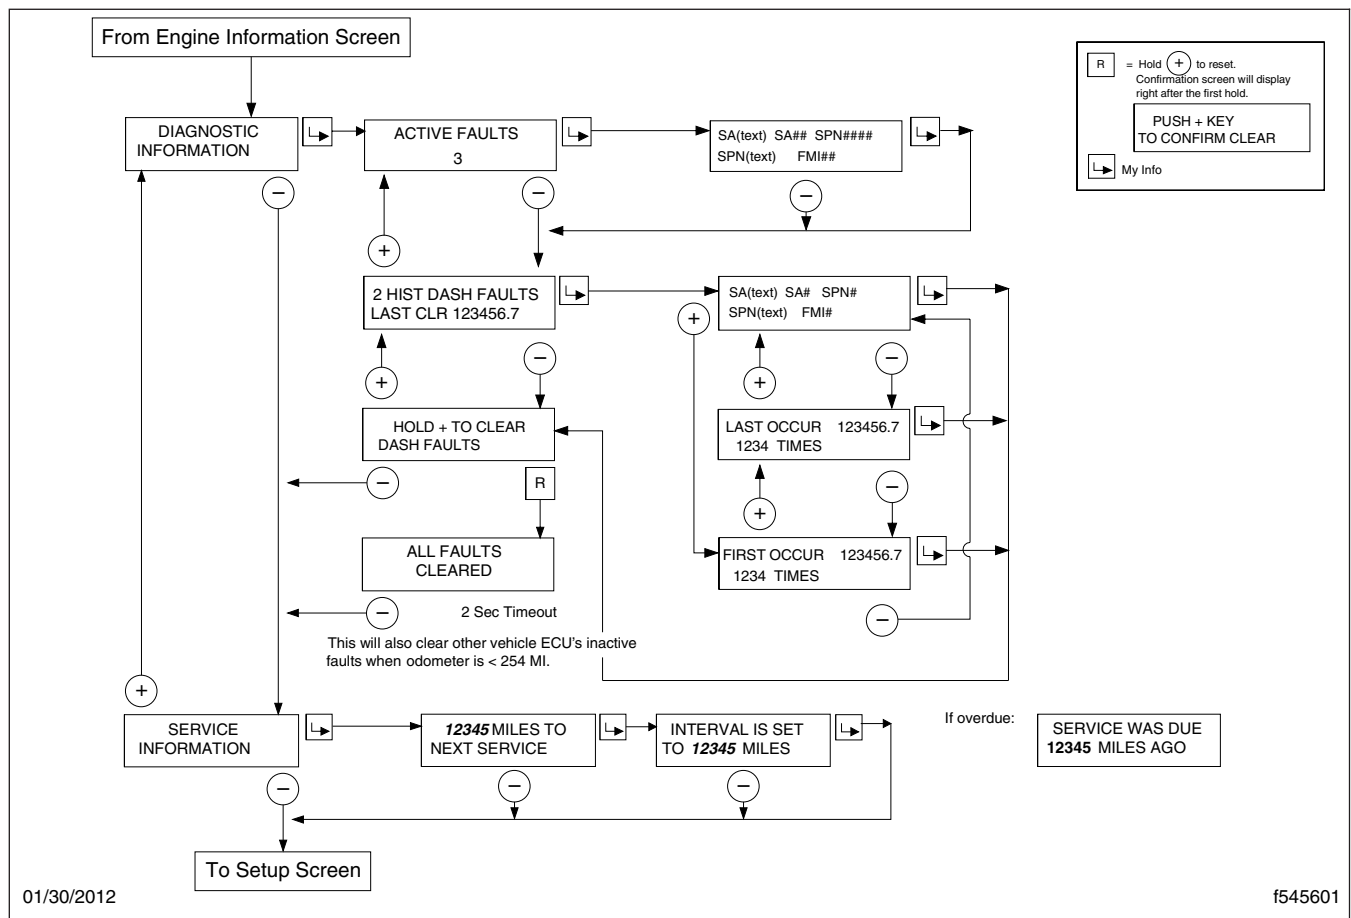 From Engine Information Screen
R = Hold + to reset.
Confirmation screen will display
right after the first hold.
PUSH + KEY
TO CONFIRM CLEAR
My Info
DIAGNOSTIC
INFORMATION
ACTIVE FAULTS
3
SA(text) SA## SPN####
SPN(text) FMI##
−
−
−
+
2 HIST DASH FAULTS
LAST CLR 123456.7
SA(text) SA# SPN#
SPN(text) FMI#
+
−
−
+
+
HOLD + TO CLEAR
DASH FAULTS
LAST OCCUR 123456.7
1234 TIMES
−
R
−
+
ALL FAULTS
CLEARED
FIRST OCCUR 123456.7
1234 TIMES
−
2 Sec Timeout
−
This will also clear other vehicle ECU's inactive
faults when odometer is < 254 MI.
+
SERVICE
INFORMATION
12345 MILES TO
NEXT SERVICE
INTERVAL IS SET
TO 12345 MILES
If overdue:
SERVICE WAS DUE
12345 MILES AGO
−
−
−
To Setup Screen
01/30/2012
f545601